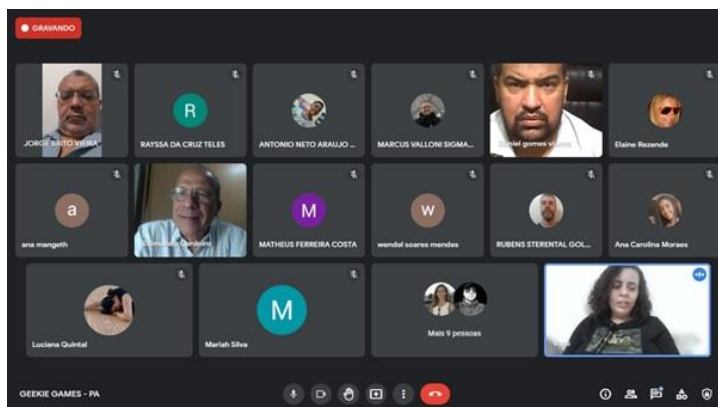 GRAVANDO
JORGE BRITO VIEIRA
R
RAYSSA DA CRUZ TELES
ANTONIO NETO ARAUJO ...
MARCUS VALLONI SIGMA...
Daniel gomes vieira
Elaine Rezende
a
ana mangeth
Cordeiro
M
MATHEUS FERREIRA COSTA
w
wendel soares mendes
RUBENS STERENTAL GOL...
Ana Carolina Moraes
Luciana Quintal
M
Mariah Silva
Mais 9 pessoas
GEEKIE GAMES - PA